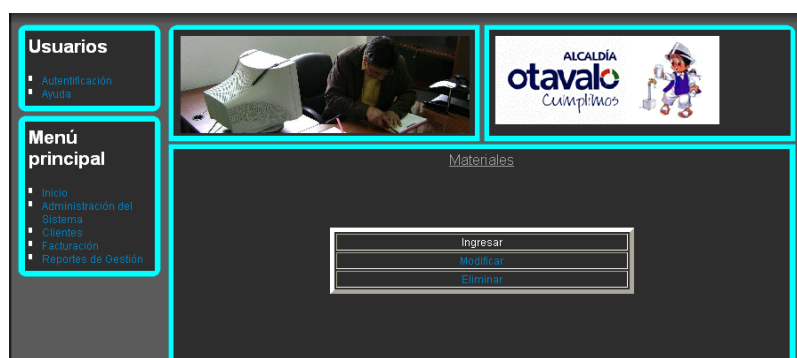 Usuarios
Autentificación
Ayuda
Menú
principal
Inicio
Administración del
Sistema
Clientes
Facturación
Reportes de Gestión
ALCALDÍA
otavalo
Cumplimos
Materiales
Ingresar
Modificar
Eliminar